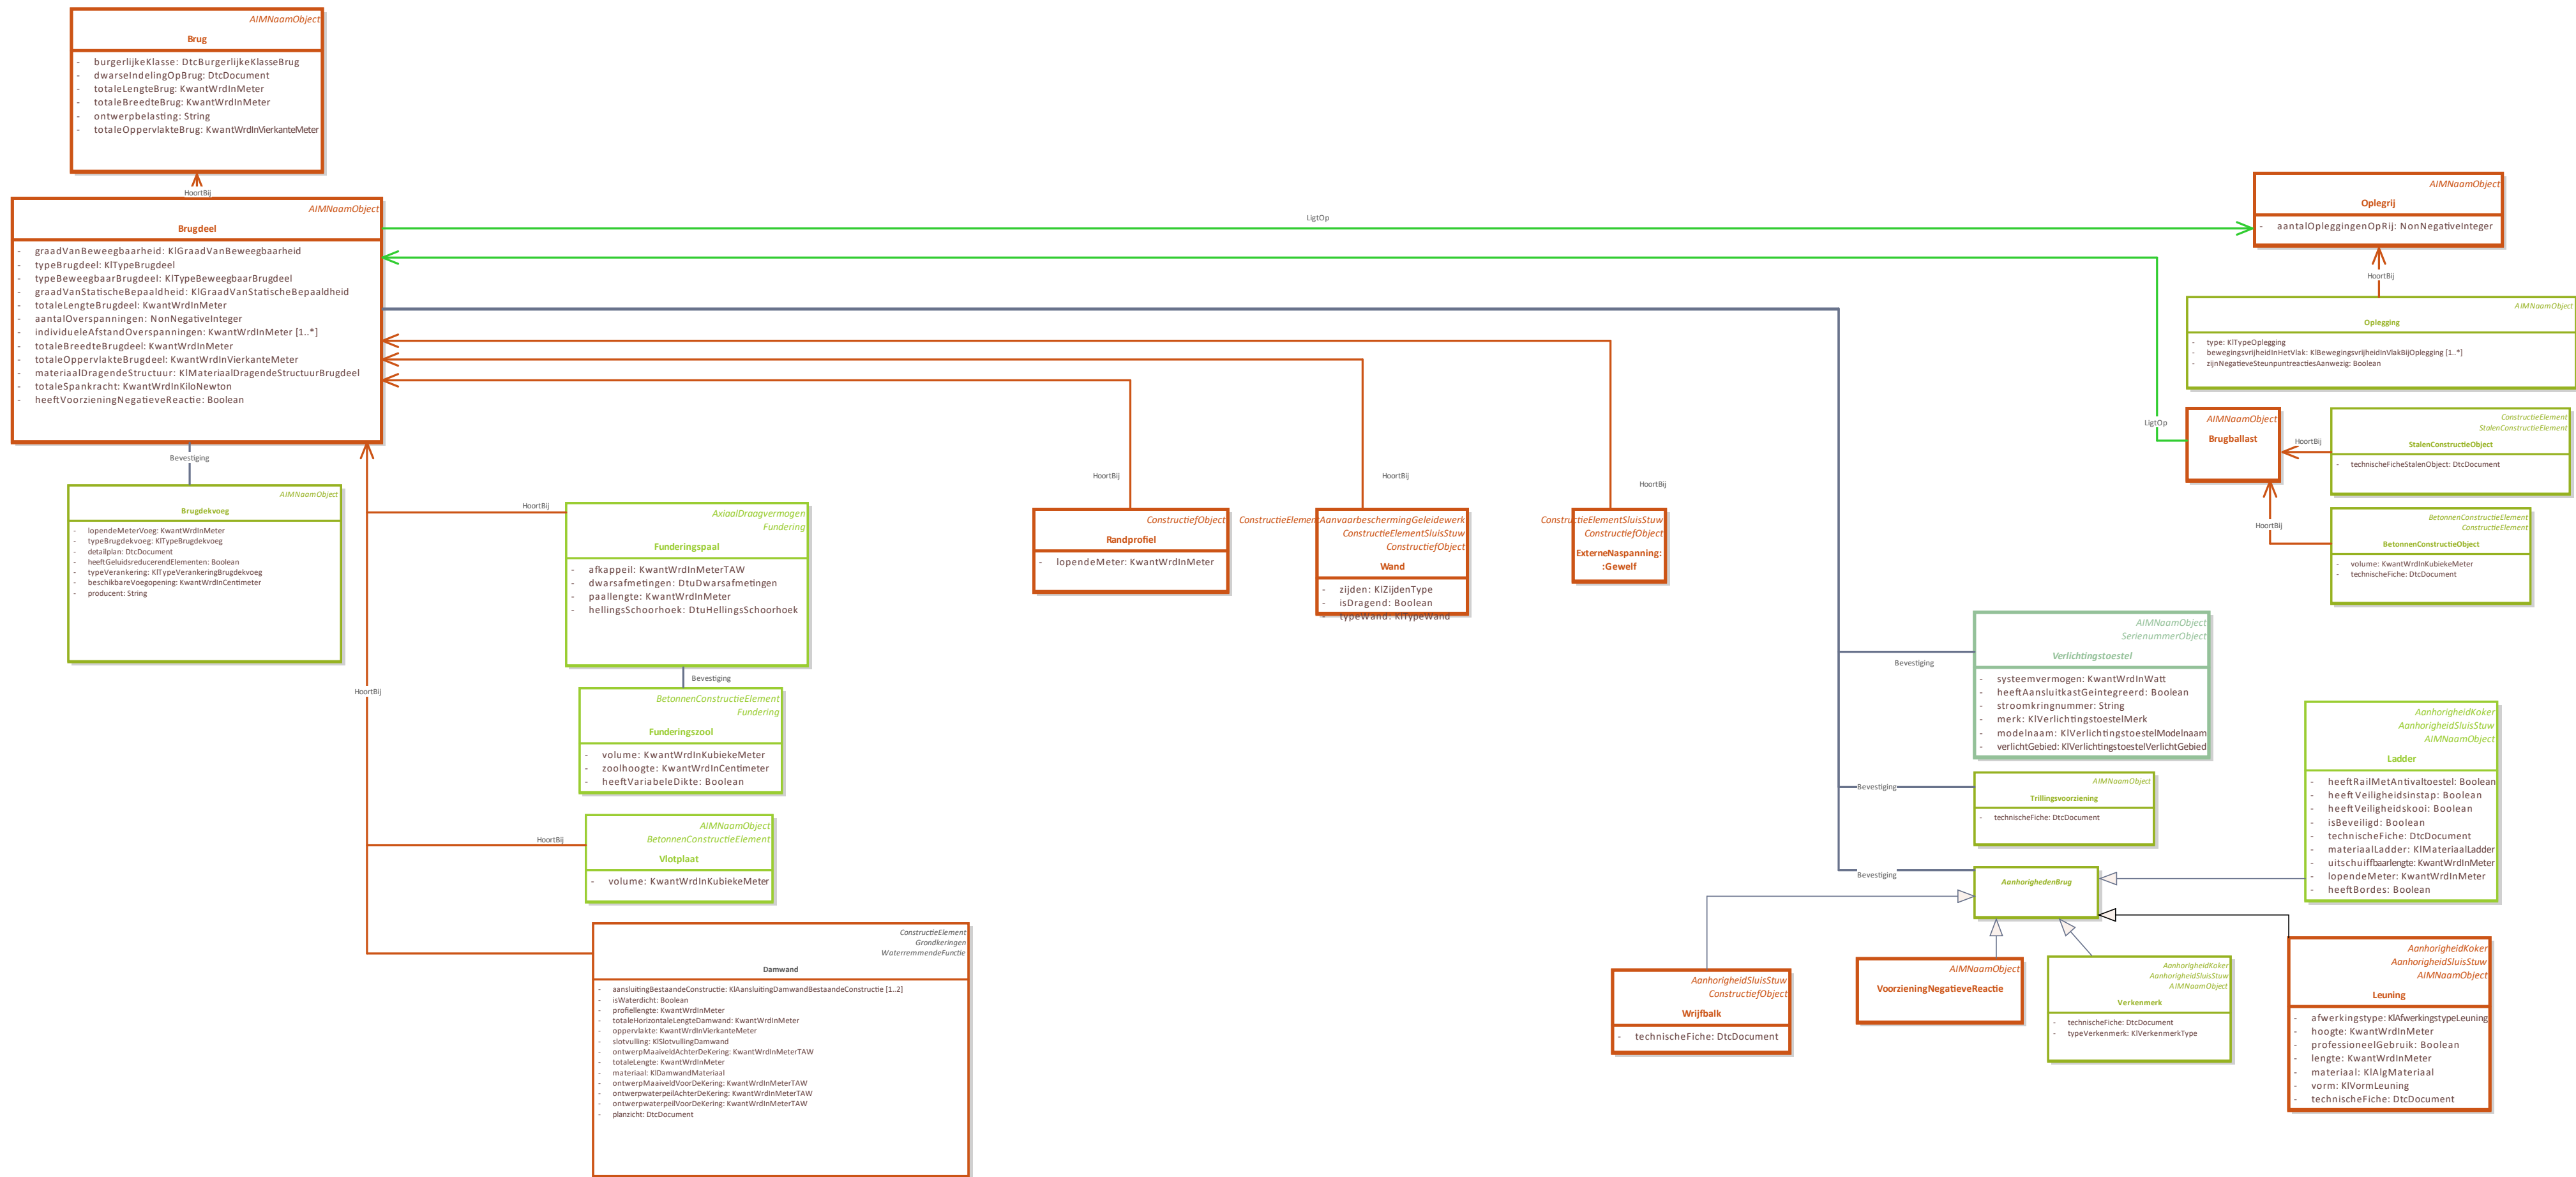 AIMNaamObject
Brug
- burgerlijkeKlasse: DtcBurgerlijkeKlasseBrug
- dwarseIndelingOpBrug: DtcDocument
- totaleLengteBrug: KwantWrdInMeter
- totaleBreedteBrug: KwantWrdInMeter
- ontwerpbelasting: String
- totaleOppervlakteBrug: KwantWrdInVierkanteMeter
HoortBij
AIMNaamObject
Brugdeel
- graadVanBeweegbaarheid: KlGraadVanBeweegbaarheid
- typeBrugdeel: KlTypeBrugdeel
- typeBeweegbaarBrugdeel: KlTypeBeweegbaarBrugdeel
- graadVanStatischeBepaaldheid: KlGraadVanStatischeBepaaldheid
- totaleLengteBrugdeel: KwantWrdInMeter
- aantalOverspanningen: NonNegativeInteger
- individueleAfstandOverspanningen: KwantWrdInMeter [1..*]
- totaleBreedteBrugdeel: KwantWrdInMeter
- totaleOppervlakteBrugdeel: KwantWrdInVierkanteMeter
- materiaalDragendeStructuur: KlMateriaalDragendeStructuurBrugdeel
- totaleSpankracht: KwantWrdInKiloNewton
- heeftVoorzieningNegatieveReactie: Boolean
LigtOp
AIMNaamObject
Oplegrij
- aantalOpleggingenOpRij: NonNegativeInteger
HoortBij
AIMNaamObject
Oplegging
- type: KlTypeOplegging
- bewegingsvrijheidInHetVlak: KlBewegingsvrijheidInVlakBijOplegging [1..*]
- zijnNegatieveSteunpuntreactiesAanwezig: Boolean
LigtOp
AIMNaamObject
Brugballast
HoortBij
ConstructieElement
StalenConstructieElement
StalenConstructieObject
- technischeFicheStalenObject: DtcDocument
HoortBij
BetonnenConstructieElement
ConstructieElement
BetonnenConstructieObject
- volume: KwantWrdInKubiekeMeter
- technischeFiche: DtcDocument
Bevestiging
AIMNaamObject
Brugdekvoeg
- lopendeMeterVoeg: KwantWrdInMeter
- typeBrugdekvoeg: KlTypeBrugdekvoeg
- detailplan: DtcDocument
- heeftGeluidsreducerendElementen: Boolean
- typeVerankering: KlTypeVerankeringBrugdekvoeg
- beschikbareVoegopening: KwantWrdInCentimeter
- producent: String
HoortBij
HoortBij
AxiaalDraagvermogen
Fundering
Funderingspaal
- afkappeil: KwantWrdInMeterTAW
- dwarsafmetingen: DtuDwarsafmetingen
- paallengte: KwantWrdInMeter
- hellingsSchoorhoek: DtuHellingsSchoorhoek
Bevestiging
BetonnenConstructieElement
Fundering
Funderingszool
- volume: KwantWrdInKubiekeMeter
- zoolhoogte: KwantWrdInCentimeter
- heeftVariabeleDikte: Boolean
HoortBij
AIMNaamObject
BetonnenConstructieElement
Vlotplaat
- volume: KwantWrdInKubiekeMeter
ConstructieElement
Grondkeringen
WaterremmendeFunctie
Damwand
- aansluitingBestaandeConstructie: KlAansluitingDamwandBestaandeConstructie [1..2]
- isWaterdicht: Boolean
- profiellengte: KwantWrdInMeter
- totaleHorizontaleLengteDamwand: KwantWrdInMeter
- oppervlakte: KwantWrdInVierkanteMeter
- slotvulling: KlSlotvullingDamwand
- ontwerpMaaiveldAchterDeKering: KwantWrdInMeterTAW
- totaleLengte: KwantWrdInMeter
- materiaal: KlDamwandMateriaal
- ontwerpMaaiveldVoorDeKering: KwantWrdInMeterTAW
- ontwerpwaterpeilAchterDeKering: KwantWrdInMeterTAW
- ontwerpwaterpeilVoorDeKering: KwantWrdInMeterTAW
- planzicht: DtcDocument
HoortBij
ConstructiefObject
Randprofiel
- lopendeMeter: KwantWrdInMeter
HoortBij
AanvaarbeschermingGeleidewerk
ConstructieElementSluisStuw
ConstructiefObject
Wand
- zijden: KlZijdenType
- isDragend: Boolean
- typeWand: KlTypeWand
HoortBij
ConstructieElementSluisStuw
ConstructiefObject
ExterneNaspanning:
:Gewelf
Bevestiging
AIMNaamObject
SerienummerObject
Verlichtingstoestel
- systeemvermogen: KwantWrdInWatt
- heeftAansluitkastGeintegreerd: Boolean
- stroomkringnummer: String
- merk: KlVerlichtingstoestelMerk
- modelnaam: KlVerlichtingstoestelModelnaam
- verlichtGebied: KlVerlichtingstoestelVerlichtGebied
Bevestiging
AIMNaamObject
Trillingsvoorziening
- technischeFiche: DtcDocument
Bevestiging
AanhorighedenBrug
AanhorigheidKoker
AanhorigheidSluisStuw
AIMNaamObject
Ladder
- heeftRailMetAntivaltoestel: Boolean
- heeftVeiligheidsinstap: Boolean
- heeftVeiligheidskooi: Boolean
- isBeveiligd: Boolean
- technischeFiche: DtcDocument
- materiaalLadder: KlMateriaalLadder
- uitschuiffbaarlengte: KwantWrdInMeter
- lopendeMeter: KwantWrdInMeter
- heeftBordes: Boolean
AanhorigheidSluisStuw
ConstructiefObject
Wrijfbalk
- technischeFiche: DtcDocument
AIMNaamObject
VoorzieningNegatieveReactie
AanhorigheidKoker
AanhorigheidSluisStuw
AIMNaamObject
Verkenmerk
- technischeFiche: DtcDocument
- typeVerkenmerk: KlVerkenmerkType
AanhorigheidKoker
AanhorigheidSluisStuw
AIMNaamObject
Leuning
- afwerkingstype: KlAfwerkingstypeLeuning
- hoogte: KwantWrdInMeter
- professioneelGebruik: Boolean
- lengte: KwantWrdInMeter
- materiaal: KlAlgMateriaal
- vorm: KlVormLeuning
- technischeFiche: DtcDocument